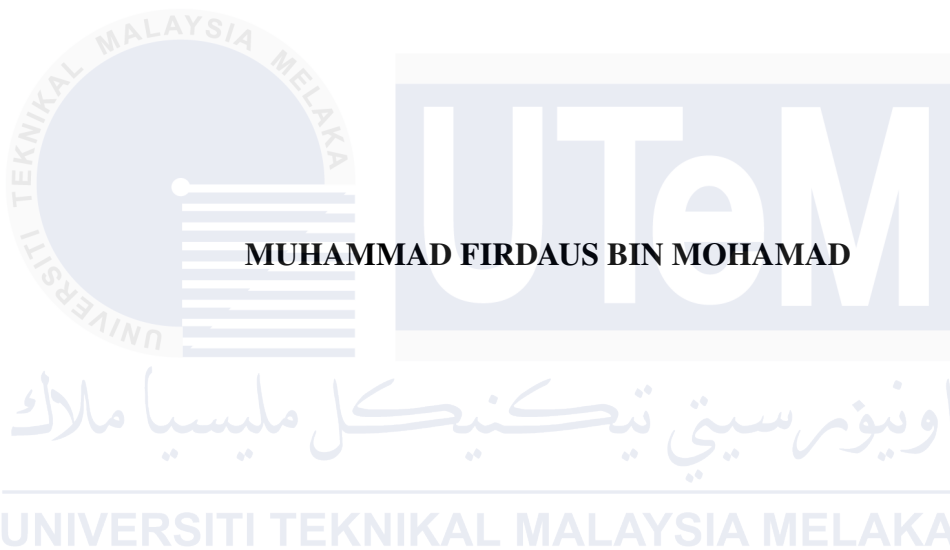 UNIVERSITI TEKNIKAL MALAYSIA MELAKA
UTeM
MUHAMMAD FIRDAUS BIN MOHAMAD
اونيۏرسيتي تيكنيكل مليسيا ملاك
UNIVERSITI TEKNIKAL MALAYSIA MELAKA